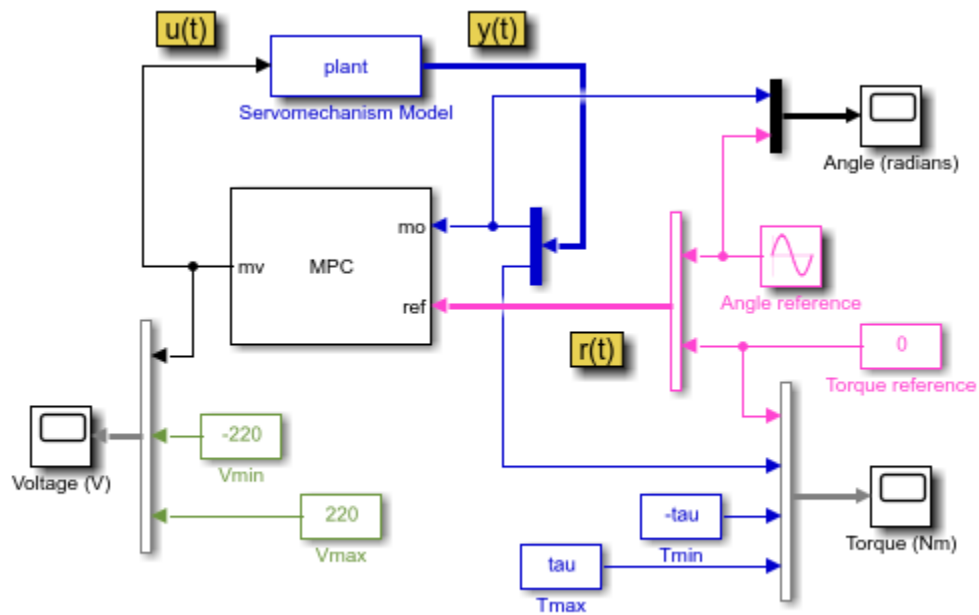 u(t)
y(t)
plant
Servomechanism Model
Angle (radians)
mo
mv
MPC
ref
Angle reference
r(t)
0
Torque reference
-220
Vmin
Voltage (V)
220
Vmax
-tau
Tmin
Torque (Nm)
tau
Tmax